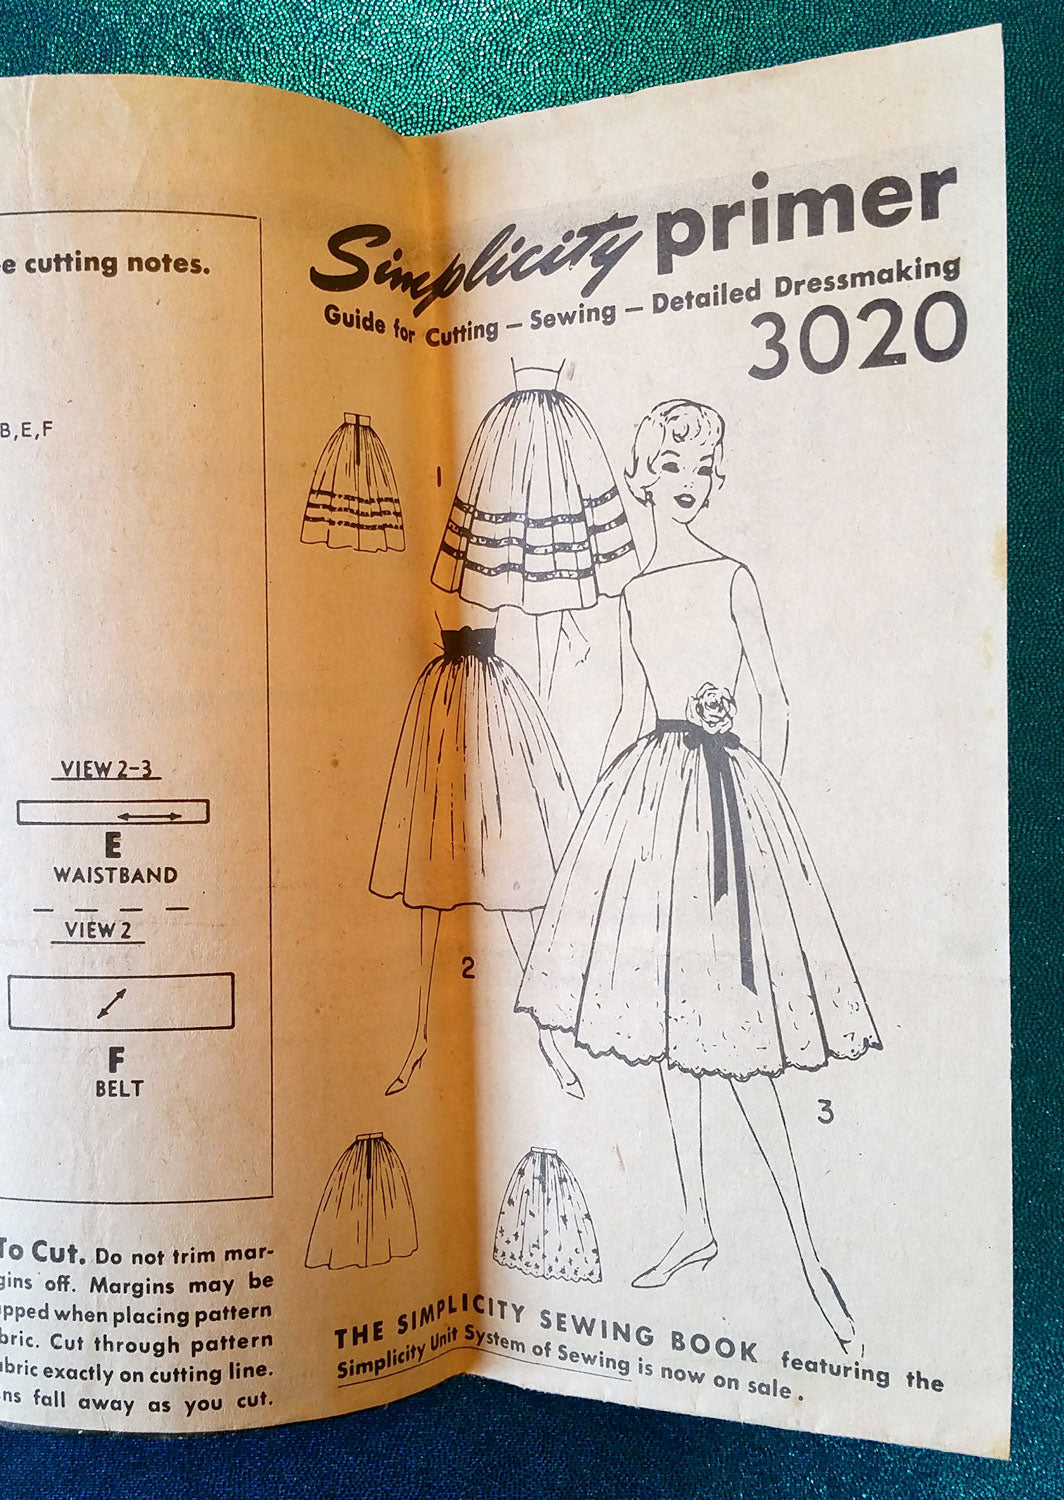 e cutting notes.
B, E, F
VIEW 2-3
E
WAISTBAND
VIEW 2
F
BELT
To Cut. Do not trim mar-
gins off. Margins may be
pped when placing pattern
bric. Cut through pattern
abric exactly on cutting line.
ns fall away as you cut.
Simplicity primer
Guide for Cutting – Sewing – Detailed Dressmaking
3020
1
2
3
THE SIMPLICITY SEWING BOOK featuring the
Simplicity Unit System of Sewing is now on sale.